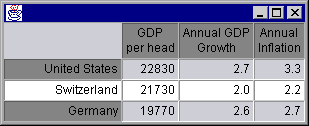 GDP per head Annual GDP Growth Annual Inflation
United States 22830 2.7 3.3
Switzerland 21730 2.0 2.2
Germany 19770 2.6 2.7